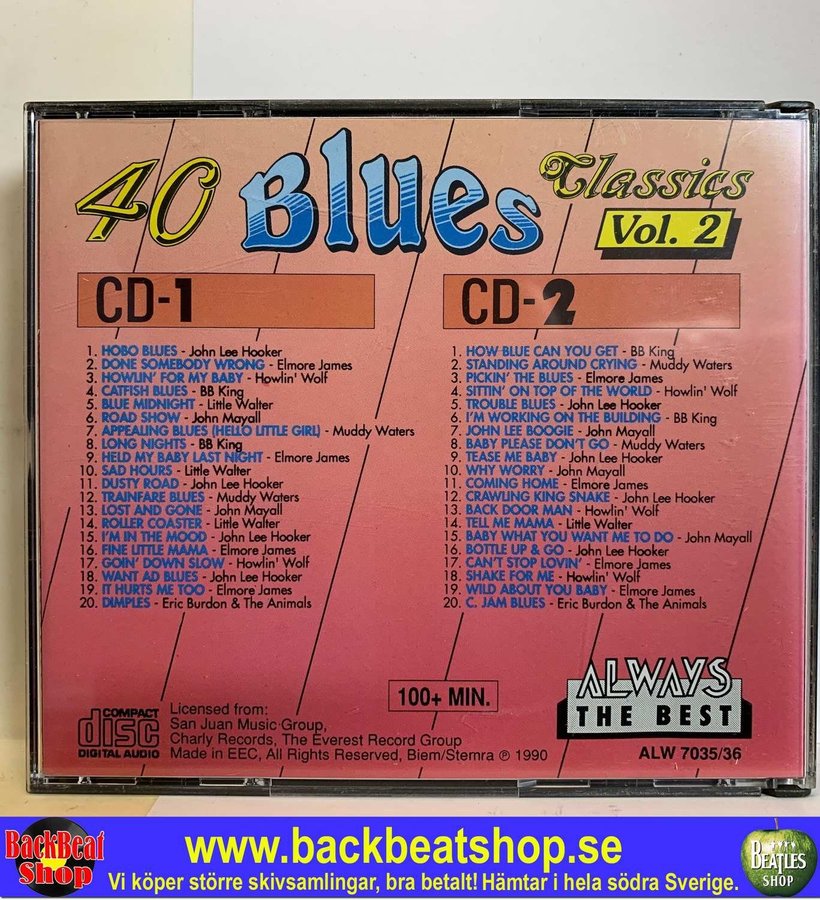 40 Blues Classics
Vol. 2
CD-1
1. HOBO BLUES - John Lee Hooker
2. DONE SOMEBODY WRONG - Elmore James
3. HOWLIN' FOR MY BABY - Howlin' Wolf
4. CATFISH BLUES - BB King
5. BLUE MIDNIGHT - Little Walter
6. ROAD SHOW - John Mayall
7. APPEALING BLUES (HELLO LITTLE GIRL) - Muddy Waters
8. LONG NIGHTS - BB King
9. HELD MY BABY LAST NIGHT - Elmore James
10. SAD HOURS - Little Walter
11. DUSTY ROAD - John Lee Hooker
12. TRAINFARE BLUES - Muddy Waters
13. LOST AND GONE - John Mayall
14. ROLLER COASTER - Little Walter
15. I'M IN THE MOOD - John Lee Hooker
16. FINE LITTLE MAMA - Elmore James
17. GOIN' DOWN SLOW - Howlin' Wolf
18. WANT AD BLUES - John Lee Hooker
19. IT HURTS ME TOO - Elmore James
20. DIMPLES - Eric Burdon & The Animals
CD-2
1. HOW BLUE CAN YOU GET - BB King
2. STANDING AROUND CRYING - Muddy Waters
3. PICKIN' THE BLUES - Elmore James
4. SITTIN' ON TOP OF THE WORLD - Howlin' Wolf
5. TROUBLE BLUES - John Lee Hooker
6. I'M WORKING ON THE BUILDING - BB King
7. JOHN LEE BOOGIE - John Mayall
8. BABY PLEASE DON'T GO - Muddy Waters
9. TEASE ME BABY - John Lee Hooker
10. WHY WORRY - John Mayall
11. COMING HOME - Elmore James
12. CRAWLING KING SNAKE - John Lee Hooker
13. BACK DOOR MAN - Howlin' Wolf
14. TELL ME MAMA - Little Walter
15. BABY WHAT YOU WANT ME TO DO - John Mayall
16. BOTTLE UP & GO - John Lee Hooker
17. CAN'T STOP LOVIN' - Elmore James
18. SHAKE FOR ME - Howlin' Wolf
19. WILD ABOUT YOU BABY - Elmore James
20. C. JAM BLUES - Eric Burdon & The Animals
100+ MIN.
COMPACT
disc
DIGITAL AUDIO
Licensed from:
San Juan Music Group,
Charly Records, The Everest Record Group
Made in EEC, All Rights Reserved, Biem/Stemra ℗ 1990
ALWAYS
THE BEST
ALW 7035/36
BackBeat
Shop
www.backbeatshop.se
Vi köper större skivsamlingar, bra betalt! Hämtar i hela södra Sverige.
BEATLES
SHOP